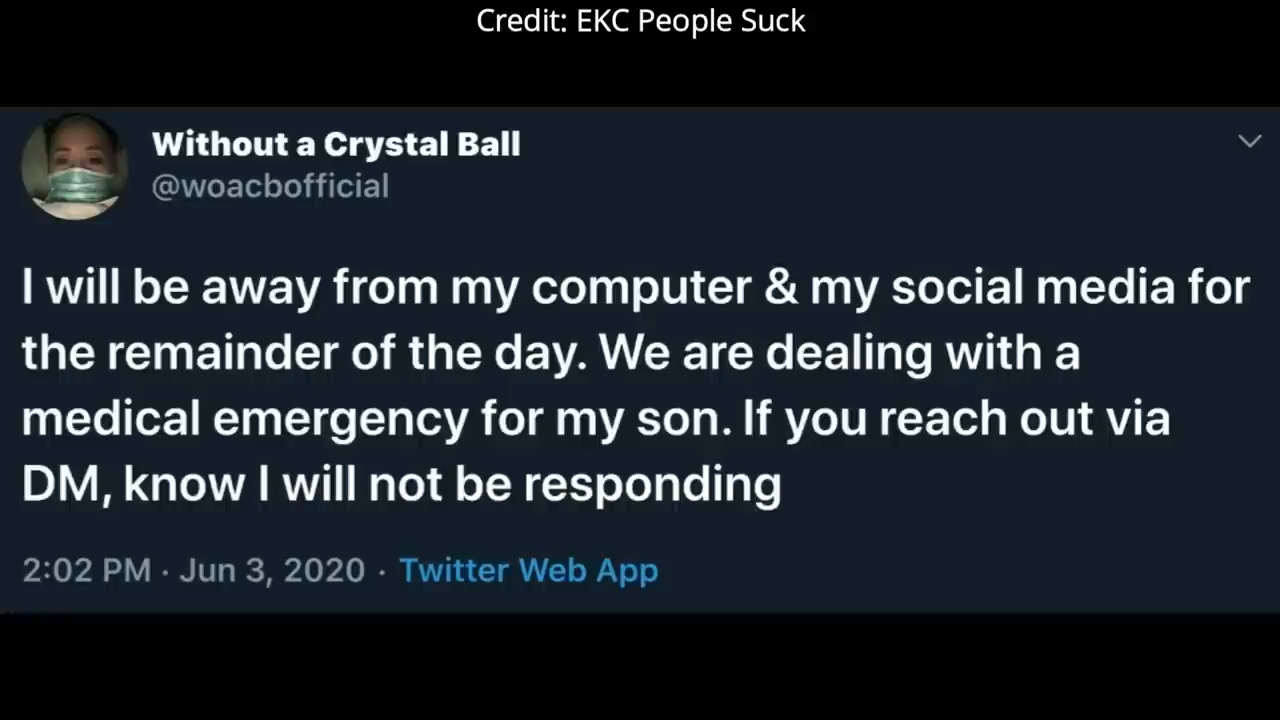 Credit: EKC People Suck
Without a Crystal Ball
@woacbofficial
I will be away from my computer & my social media for
the remainder of the day. We are dealing with a
medical emergency for my son. If you reach out via
DM, know I will not be responding
2:02 PM · Jun 3, 2020 · Twitter Web App